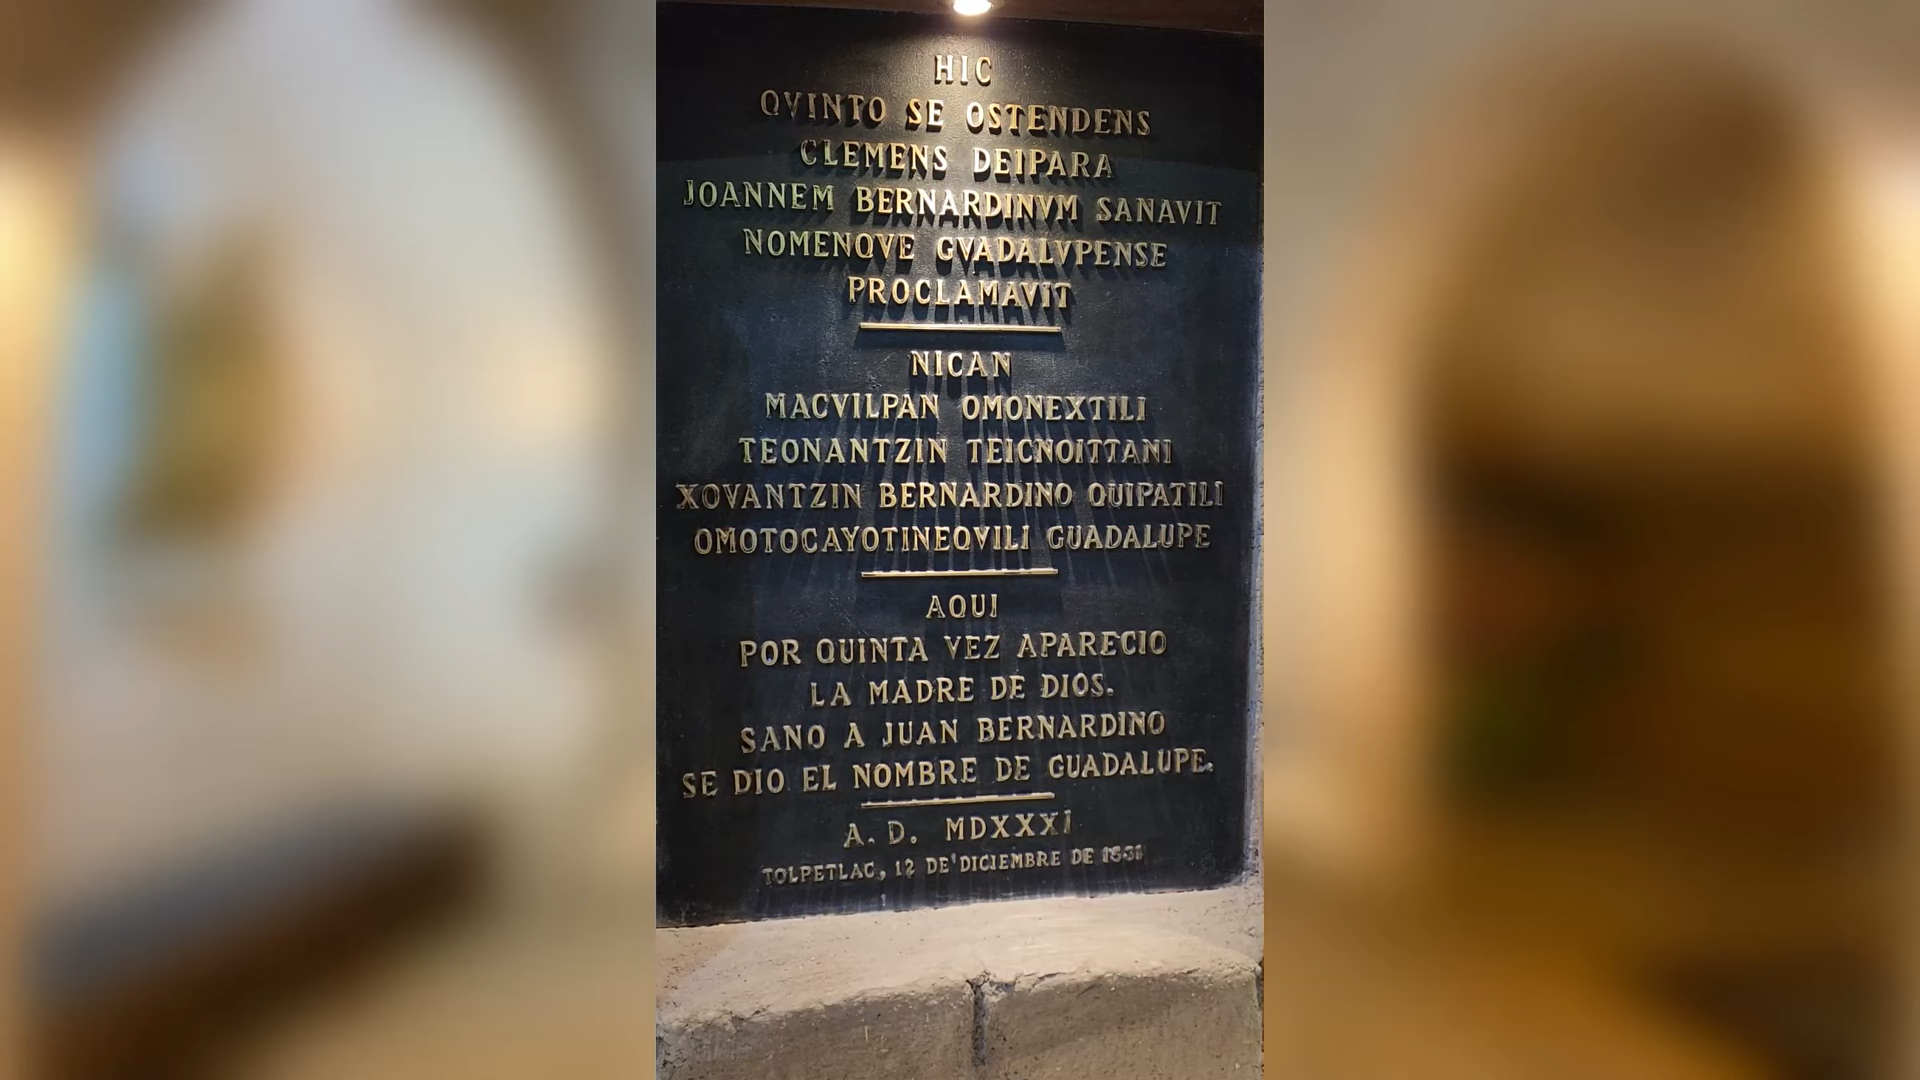 HIC
QVINTO SE OSTENDENS
CLEMENS DEIPARA
JOANNEM BERNARDINVM SANAVIT
NOMENQVE GVADALVPENSE
PROCLAMAVIT
NICAN
MACVILPAN OMONEXTILI
TEONANTZIN TEICNOITTANI
XOVANTZIN BERNARDINO QUIPATILI
OMOTOCAYOTINEQVILI GUADALUPE
AQUI
POR QUINTA VEZ APARECIO
LA MADRE DE DIOS.
SANO A JUAN BERNARDINO
SE DIO EL NOMBRE DE GUADALUPE.
A. D. MDXXXI
TOLPETLAC, 12 DE DICIEMBRE DE